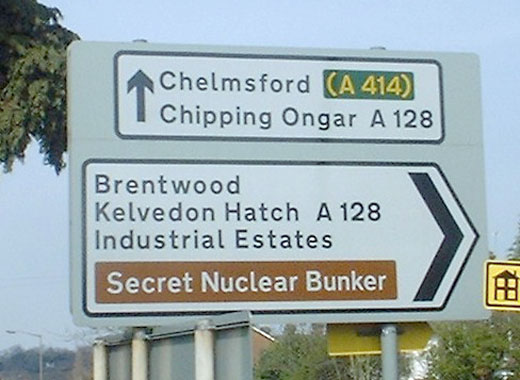 Chelmsford (A 414)
Chipping Ongar A 128
Brentwood
Kelvedon Hatch A 128
Industrial Estates
Secret Nuclear Bunker